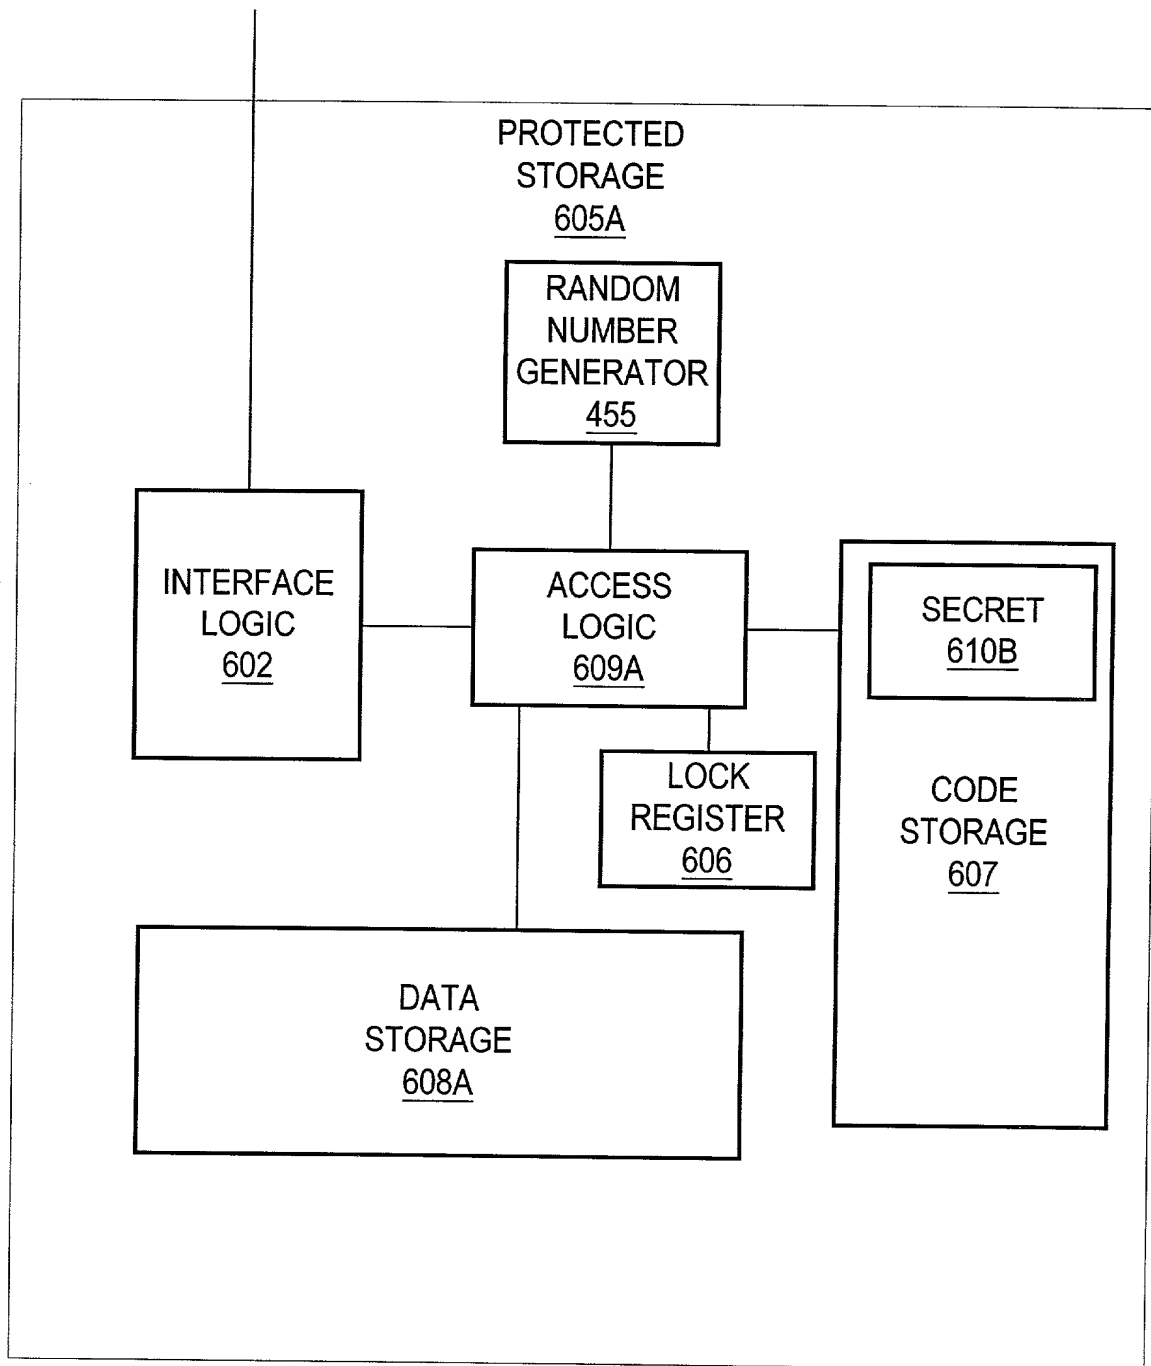 PROTECTED
STORAGE
605A
RANDOM
NUMBER
GENERATOR
455
INTERFACE
LOGIC
602
ACCESS
LOGIC
609A
SECRET
610B
LOCK
REGISTER
606
CODE
STORAGE
607
DATA
STORAGE
608A